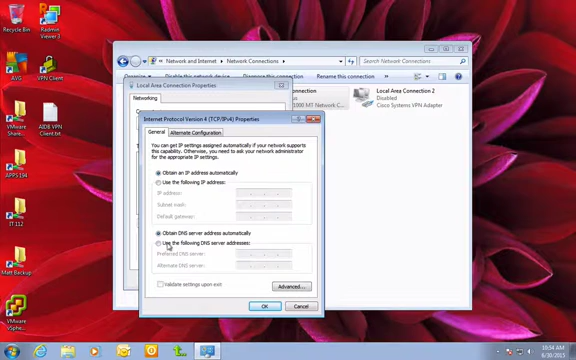 Recycle Bin
Radmin
Viewer 3
AVG
VPN Client
VMware
Share...
AIDB VPN
Client.txt
APPS 194
IT 112
Matt Backup
VMware
vSphe...
Network and Internet
Network Connections
Search Network Connections
Organize
Disable this network device
Rename this connection
Local Area Connection 2
Disabled
Cisco Systems VPN Adapter
Local Area Connection Properties
Networking
Internet Protocol Version 4 (TCP/IPv4) Properties
General
Alternate Configuration
You can get IP settings assigned automatically if your network supports
this capability. Otherwise, you need to ask your network administrator
for the appropriate IP settings.
Obtain an IP address automatically
Use the following IP address:
IP address:
Subnet mask:
Default gateway:
Obtain DNS server address automatically
Use the following DNS server addresses:
Preferred DNS server:
Alternate DNS server:
Validate settings upon exit
Advanced...
OK
Cancel
10:54 AM
6/30/2015